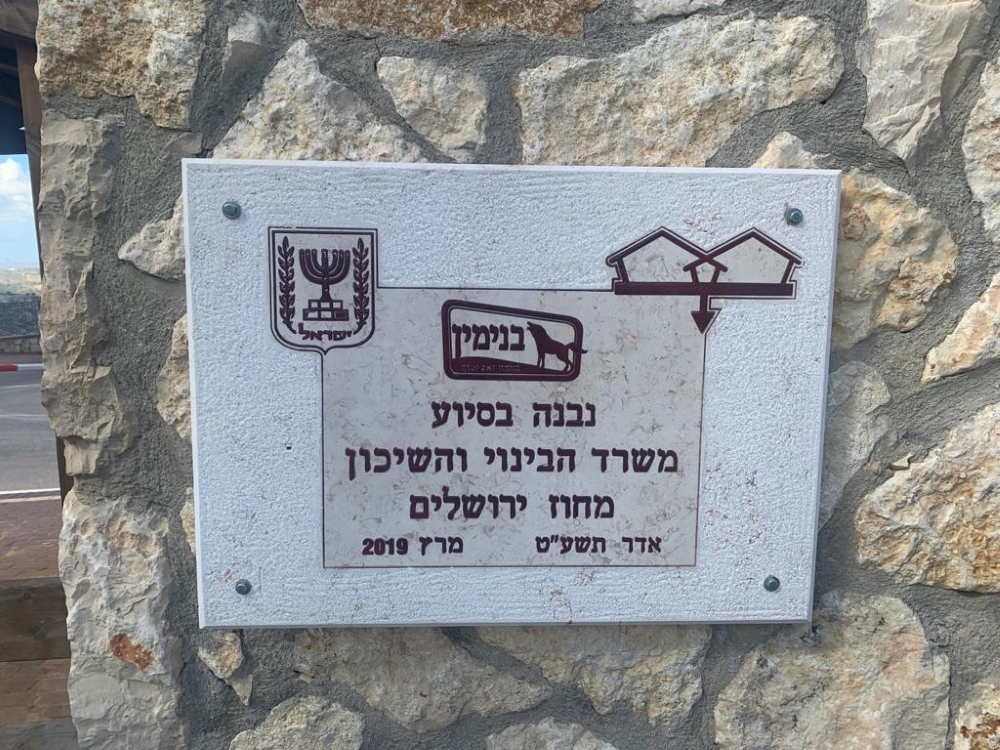 ישראל
בנימין
נבנה בסיוע
משרד הבינוי והשיכון
מחוז ירושלים
אדר תשע"ט מרץ 2019